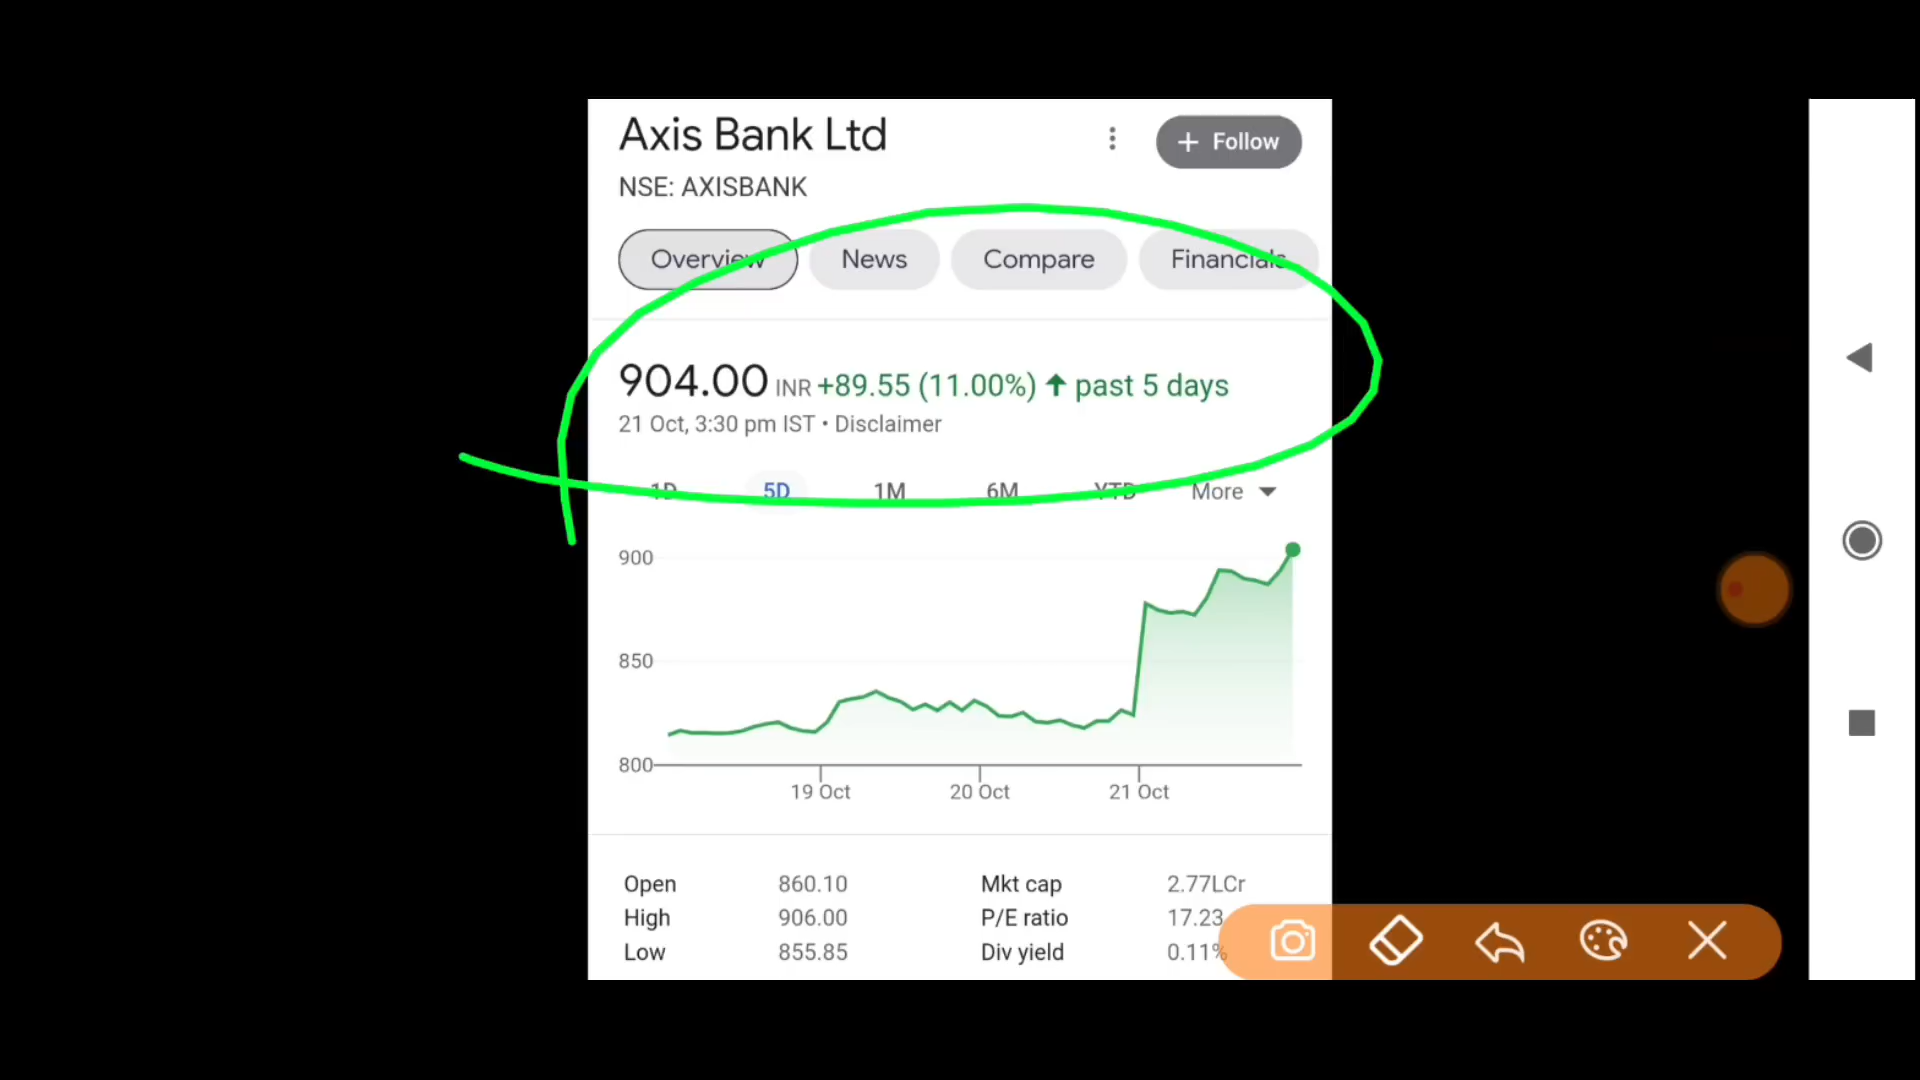 Axis Bank Ltd
+ Follow
NSE: AXISBANK
Overview News Compare Financials
904.00 INR +89.55 (11.00%) ↑ past 5 days
21 Oct, 3:30 pm IST • Disclaimer
1D 5D 1M 6M YTD More
900
850
800
19 Oct 20 Oct 21 Oct
Open 860.10 Mkt cap 2.77LCr
High 906.00 P/E ratio 17.23
Low 855.85 Div yield 0.11%